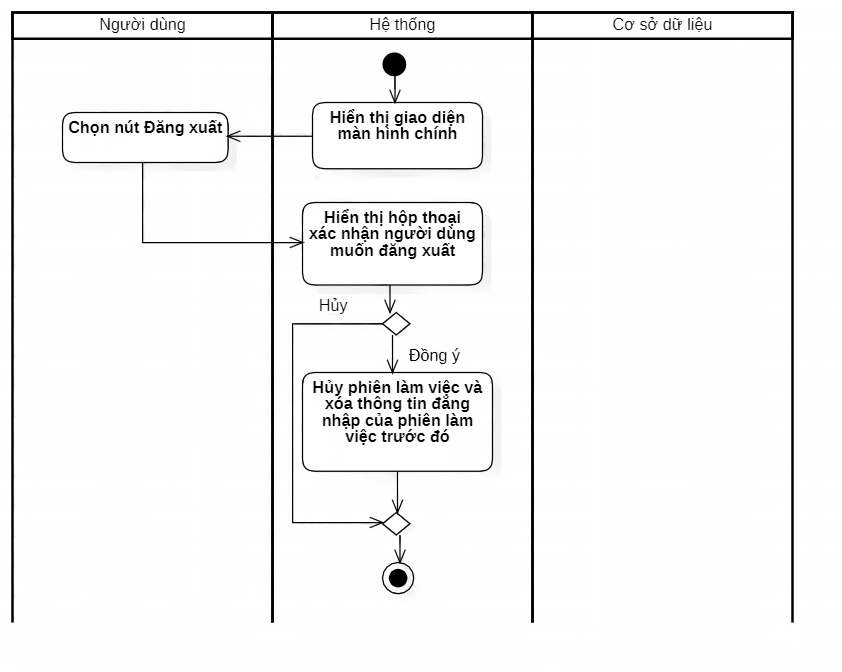 Người dùng
Hệ thống
Cơ sở dữ liệu
Hiển thị giao diện
màn hình chính
Chọn nút Đăng xuất
Hiển thị hộp thoại
xác nhận người dùng
muốn đăng xuất
Hủy
Đồng ý
Hủy phiên làm việc và
xóa thông tin đăng
nhập của phiên làm
việc trước đó